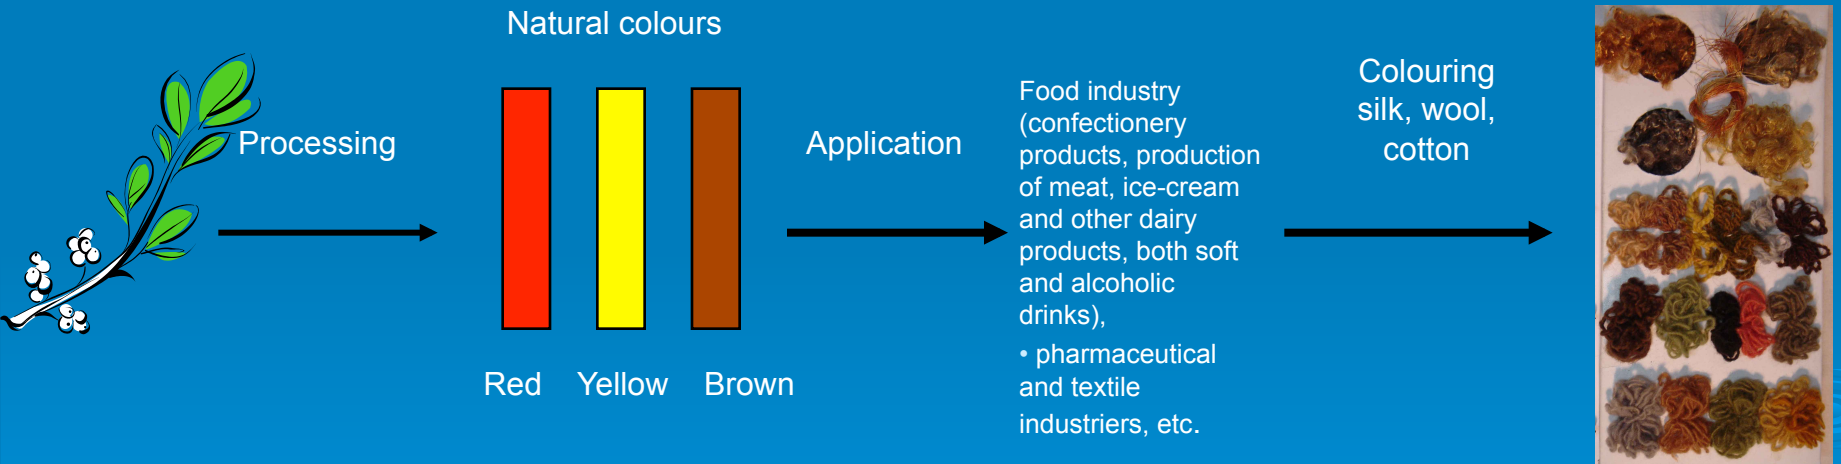 Natural colours
Processing
Red
Yellow
Brown
Application
Food industry
(confectionery
products, production
of meat, ice-cream
and other dairy
products, both soft
and alcoholic
drinks),
• pharmaceutical
and textile
industriers, etc.
Colouring
silk, wool,
cotton